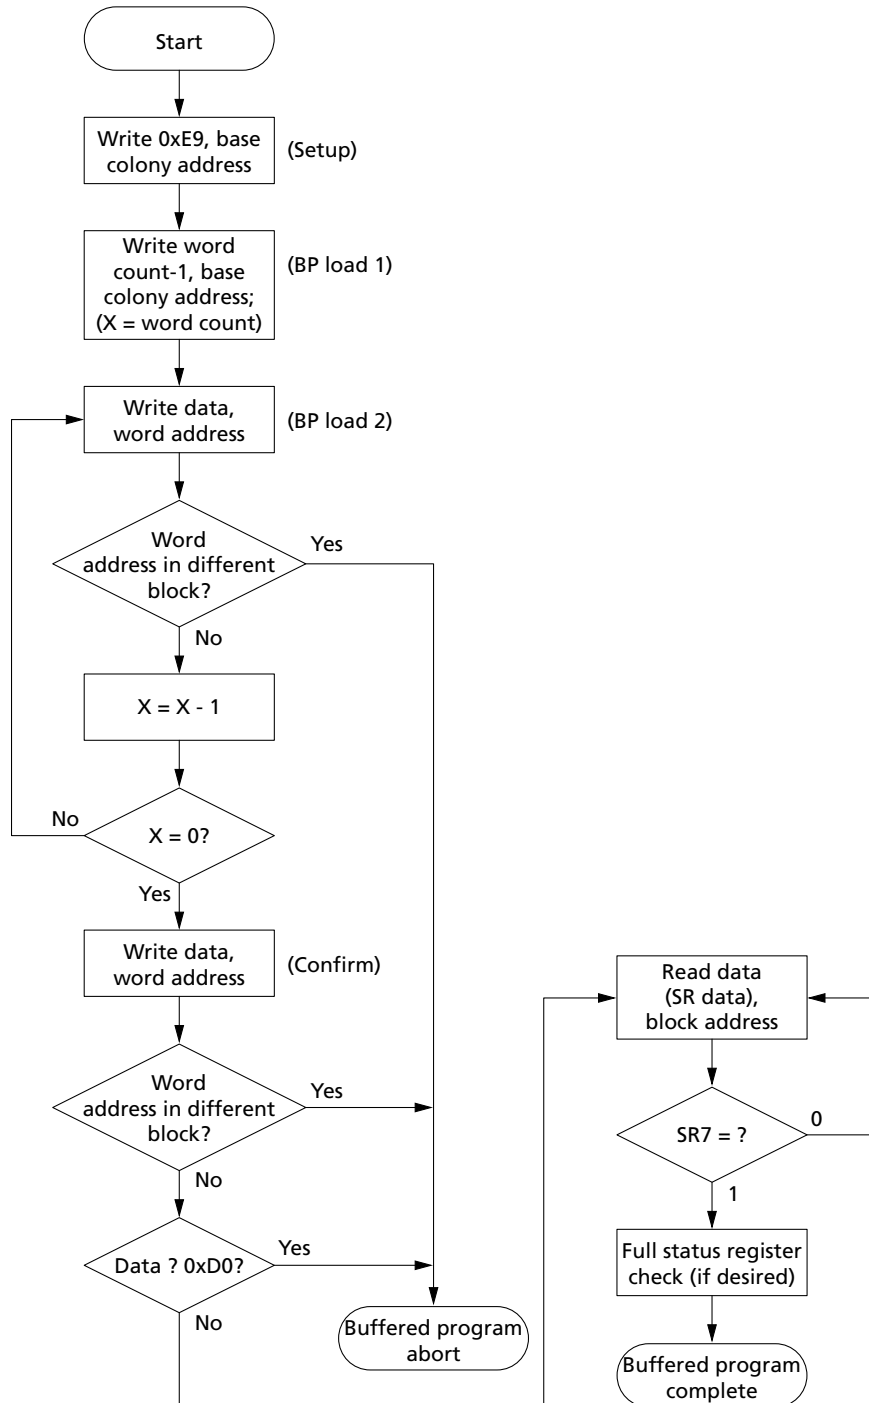 Start
Write 0xE9, base
colony address
(Setup)
Write word
count-1, base
colony address;
(X = word count)
(BP load 1)
Write data,
word address
(BP load 2)
Word
address in different
block?
Yes
No
X = X - 1
X = 0?
No
Yes
Write data,
word address
(Confirm)
Word
address in different
block?
Yes
No
Data ? 0xD0?
Yes
No
Buffered program
abort
Read data
(SR data),
block address
SR7 = ?
0
1
Full status register
check (if desired)
Buffered program
complete